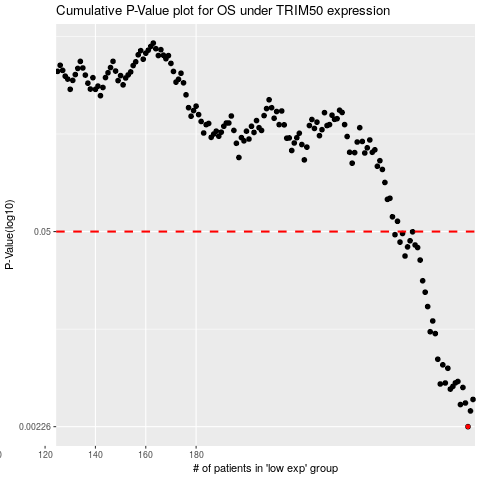 Cumulative P-Value plot for OS under TRIM50 expression
P-Value(log10)
0.05
0.00226
0 120 140 160 180
# of patients in 'low exp' group